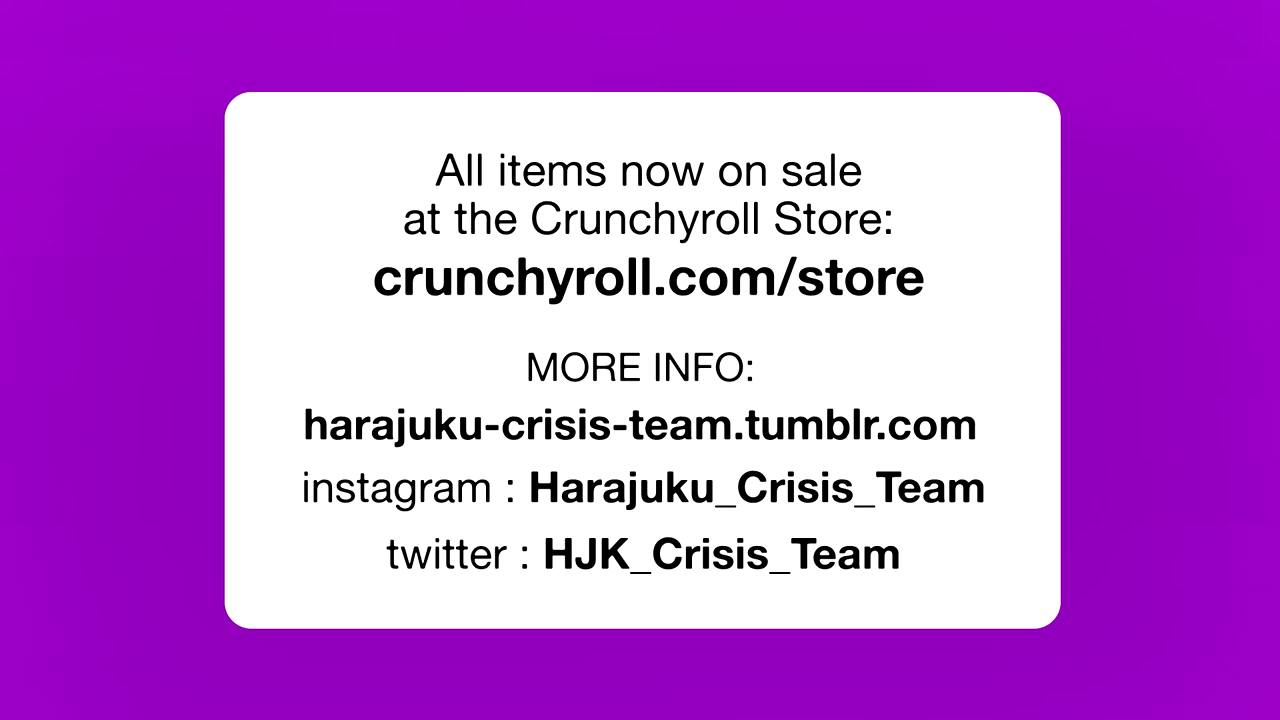 All items now on sale
at the Crunchyroll Store:
crunchyroll.com/store
MORE INFO:
harajuku-crisis-team.tumblr.com
instagram : Harajuku_Crisis_Team
twitter : HJK_Crisis_Team